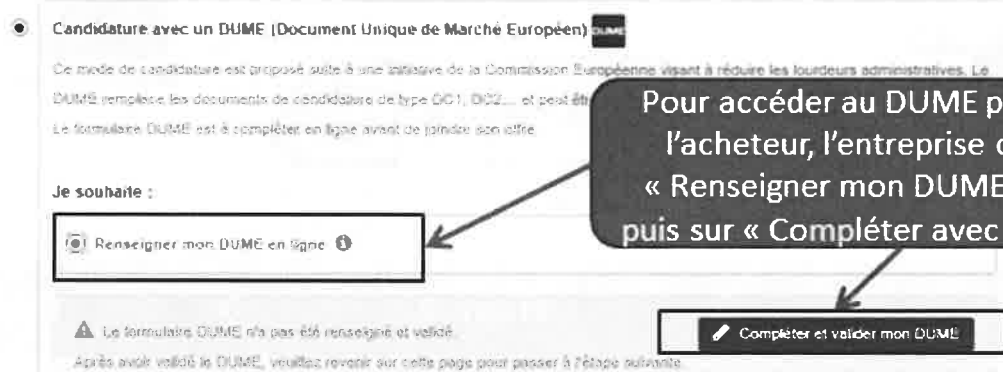 Candidature avec un DUME (Document Unique de Marché Européen) DUME
Ce mode de candidature est proposé suite à une initiative de la Commission Européenne visant à réduire les lourdeurs administratives. Le
DUME remplace les documents de candidature de type DC1, DC2... et peut êtr
Le formulaire DUME est à compléter en ligne avant de joindre son offre
Pour accéder au DUME p
l'acheteur, l'entreprise
« Renseigner mon DUME
puis sur « Compléter avec
Je souhaite :
Renseigner mon DUME en ligne
Le formulaire DUME n'a pas été renseigné et validé.
Compléter et valider mon DUME
Après avoir validé le DUME, veuillez revenir sur cette page pour passer à l'étape suivante.